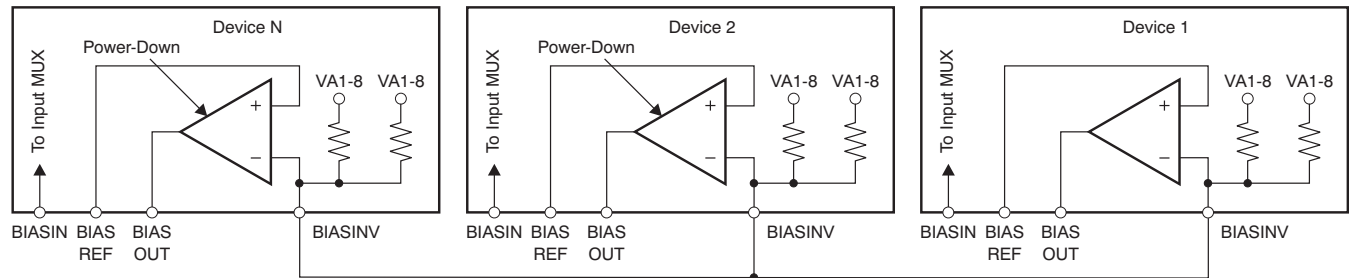 Device N
Power-Down
To Input MUX
VA1-8 VA1-8
+
−
BIASIN BIAS REF BIAS OUT BIASINV
Device 2
Power-Down
To Input MUX
VA1-8 VA1-8
+
−
BIASIN BIAS REF BIAS OUT BIASINV
Device 1
To Input MUX
VA1-8 VA1-8
+
−
BIASIN BIAS REF BIAS OUT BIASINV